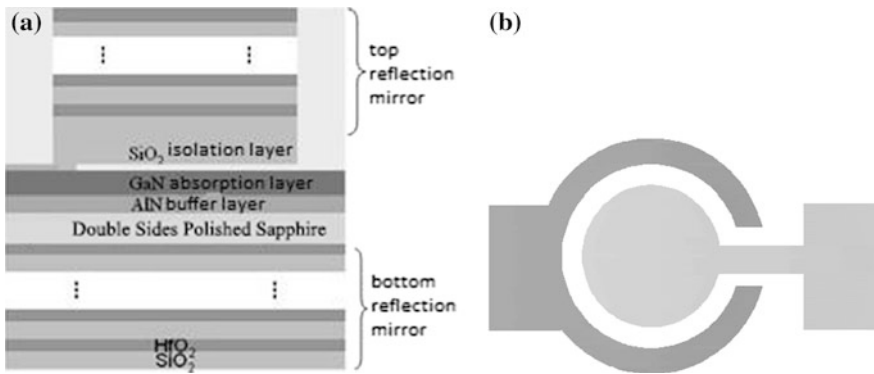 (a)
top
reflection
mirror
SiO2 isolation layer
GaN absorption layer
AlN buffer layer
Double Sides Polished Sapphire
bottom
reflection
mirror
HfO2
SiO2
(b)